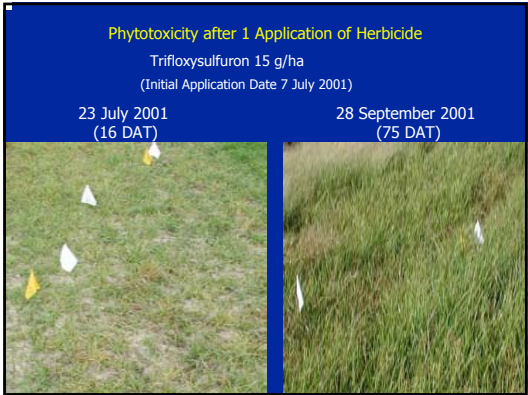 Phytotoxicity after 1 Application of Herbicide
Trifloxysulfuron 15 g/ha
(Initial Application Date 7 July 2001)
23 July 2001
(16 DAT)
28 September 2001
(75 DAT)